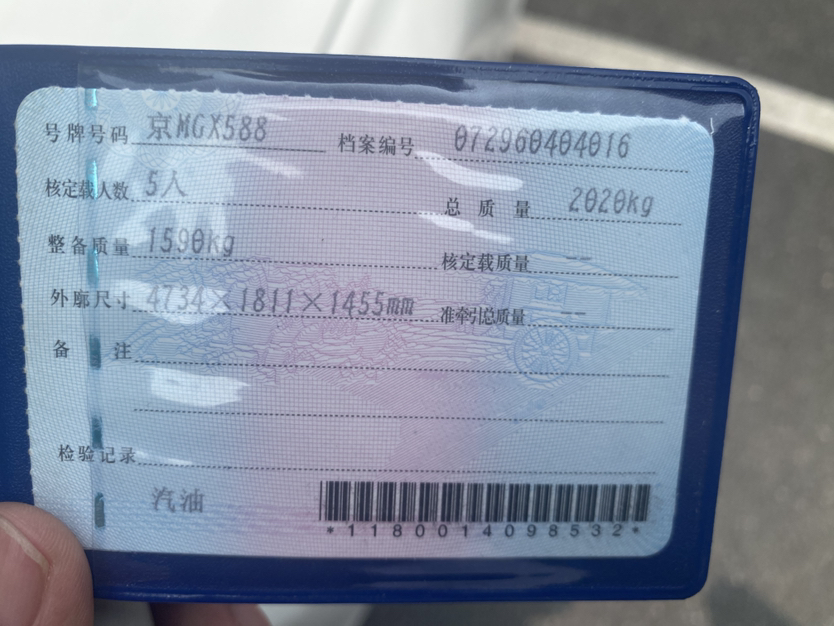 号牌号码 京MGX588 档案编号 072960404016
核定载人数 5人 总质量 2020kg
整备质量 1590kg 核定载质量 --
外廓尺寸 4734×1811×1455mm 准牵引总质量 --
备注
检验记录
汽油
*1180014098532*